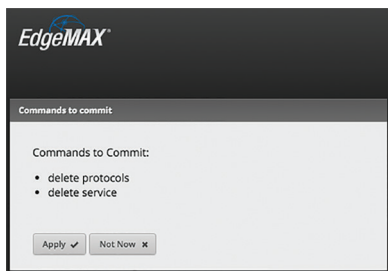 EdgeMAX®
Commands to commit
Commands to Commit:
• delete protocols
• delete service
Apply ✔ Not Now ✖